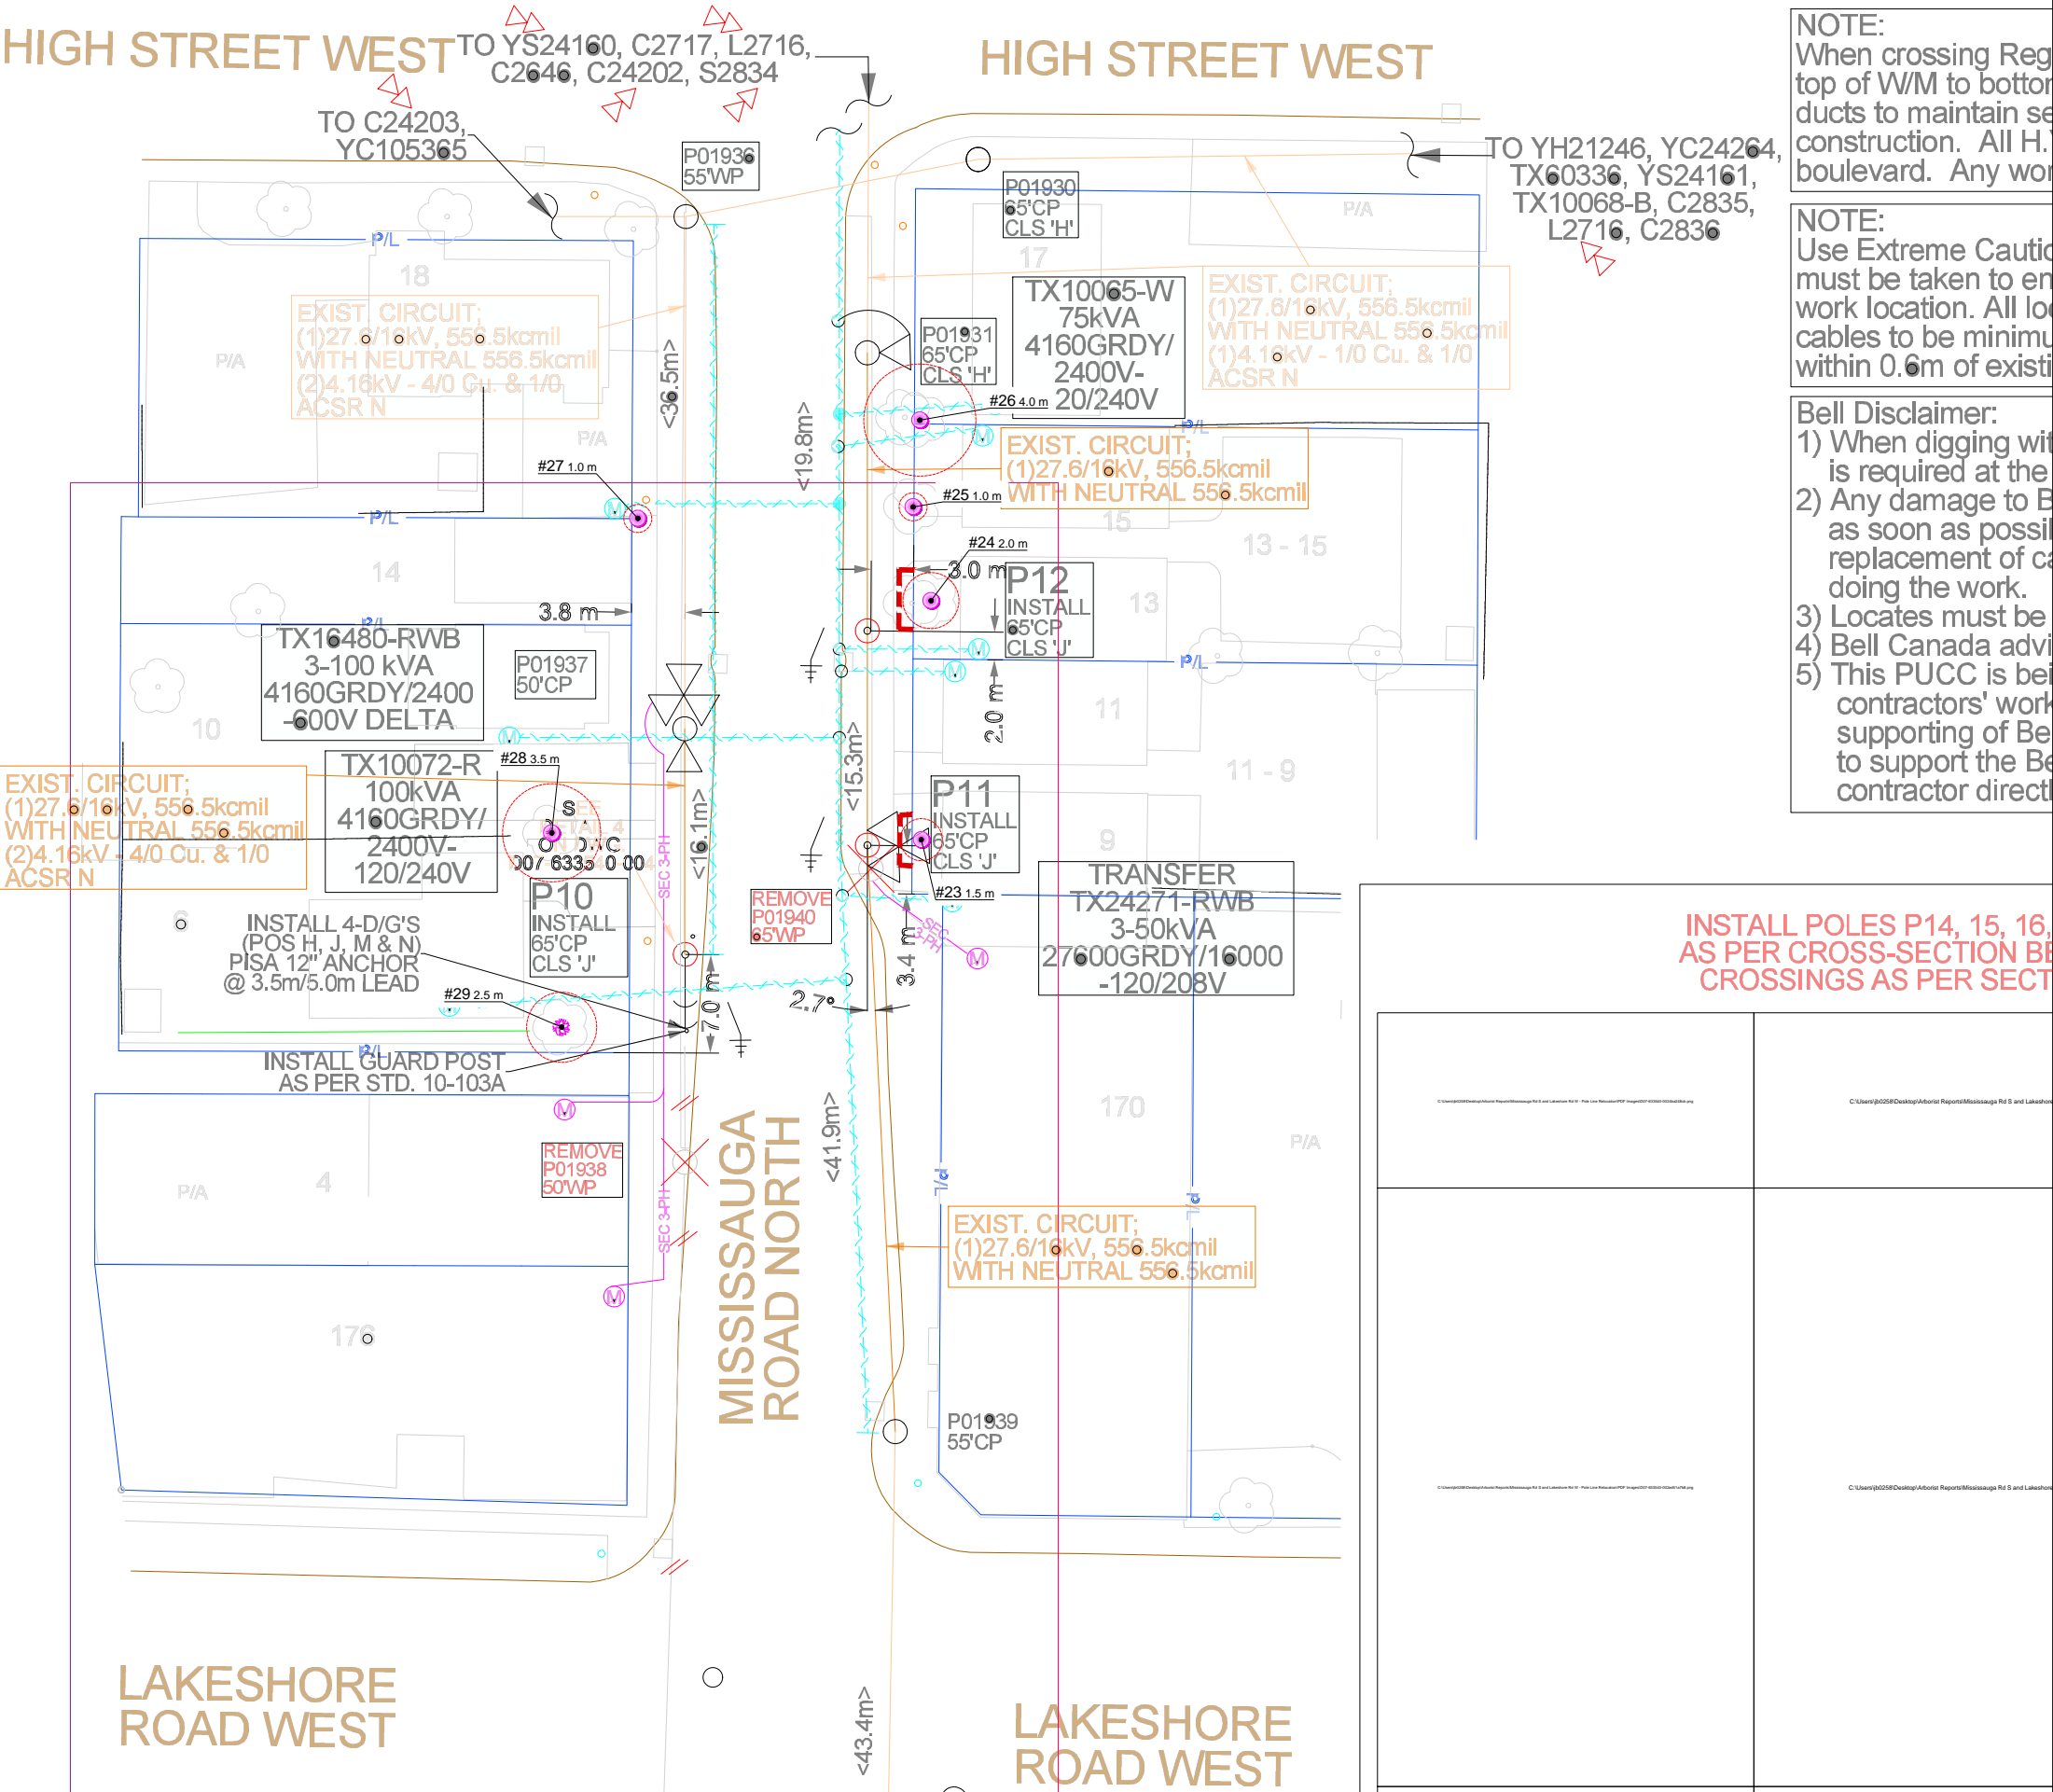 HIGH STREET WEST
TO YS24160, C2717, L2716,
C2646, C24202, S2834
HIGH STREET WEST
TO C24203,
YC105365
P01936
55'WP
TO YH21246, YC24264,
TX60336, YS24161,
TX10068-B, C2835,
L2716, C2836
NOTE:
When crossing Reg
top of W/M to bottor
ducts to maintain se
construction. All H.
boulevard. Any wor
NOTE:
Use Extreme Cautic
must be taken to en
work location. All loc
cables to be minimu
within 0.6m of existi
Bell Disclaimer:
1) When digging wit
is required at the
2) Any damage to B
as soon as possil
replacement of ca
doing the work.
3) Locates must be
4) Bell Canada advi
5) This PUCC is bei
contractors' work
supporting of Be
to support the Be
contractor directl
P01930
65'CP
CLS 'H'
17
P/A
P/L
18
P/A
EXIST. CIRCUIT;
(1)27.6/16kV, 556.5kcmil
WITH NEUTRAL 556.5kcmil
(2)4.16kV - 4/0 Cu. & 1/0
ACSR N
P/A
<36.5m>
<19.8m>
P01931
65'CP
CLS 'H'
TX10065-W
75kVA
4160GRDY/
2400V-
20/240V
EXIST. CIRCUIT;
(1)27.6/16kV, 556.5kcmil
WITH NEUTRAL 556.5kcmil
(1)4.16kV - 1/0 Cu. & 1/0
ACSR N
#26 4.0 m
M
P/L
EXIST. CIRCUIT;
(1)27.6/16kV, 556.5kcmil
WITH NEUTRAL 556.5kcmil
#27 1.0 m
M
P/L
#25 1.0 m
15
13 - 15
#24 2.0 m
14
3.0 m
P12
INSTALL
65'CP
CLS 'J'
13
3.8 m
P/L
TX16480-RWB
3-100 kVA
4160GRDY/2400
-600V DELTA
P01937
50'CP
M
M
P/L
2.0 m
10
11
M
<15.3m>
11 - 9
TX10072-R
100kVA
4160GRDY/
2400V-
120/240V
#28 3.5 m
EXIST. CIRCUIT;
(1)27.6/16kV, 556.5kcmil
WITH NEUTRAL 556.5kcmil
(2)4.16kV - 4/0 Cu. & 1/0
ACSR N
SEC 3-PH
<16.1m>
P11
INSTALL
65'CP
CLS 'J'
9
#23 1.5 m
P10
INSTALL
65'CP
CLS 'J'
REMOVE
P01940
65'WP
TRANSFER
TX24271-RWB
3-50kVA
27600GRDY/16000
-120/208V
6
INSTALL 4-D/G'S
(POS H, J, M & N)
PISA 12" ANCHOR
@ 3.5m/5.0m LEAD
SEC
3-PH
M
3.4 m
INSTALL POLES P14, 15, 16,
AS PER CROSS-SECTION BE
CROSSINGS AS PER SECT
#29 2.5 m
7.0 m
2.7°
P/L
INSTALL GUARD POST
AS PER STD. 10-103A
M
4
P/A
REMOVE
P01938
50'WP
SEC 3-PH
MISSISSAUGA
ROAD NORTH
<41.9m>
170
P/A
P/L
P/L
EXIST. CIRCUIT;
(1)27.6/16kV, 556.5kcmil
WITH NEUTRAL 556.5kcmil
M
176
P01939
55'CP
LAKESHORE
ROAD WEST
<43.4m>
LAKESHORE
ROAD WEST